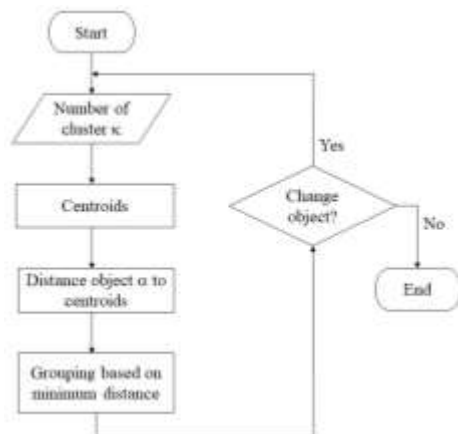 Start
Number of
cluster κ
Centroids
Distance object α to
centroids
Grouping based on
minimum distance
Yes
Change
object?
No
End